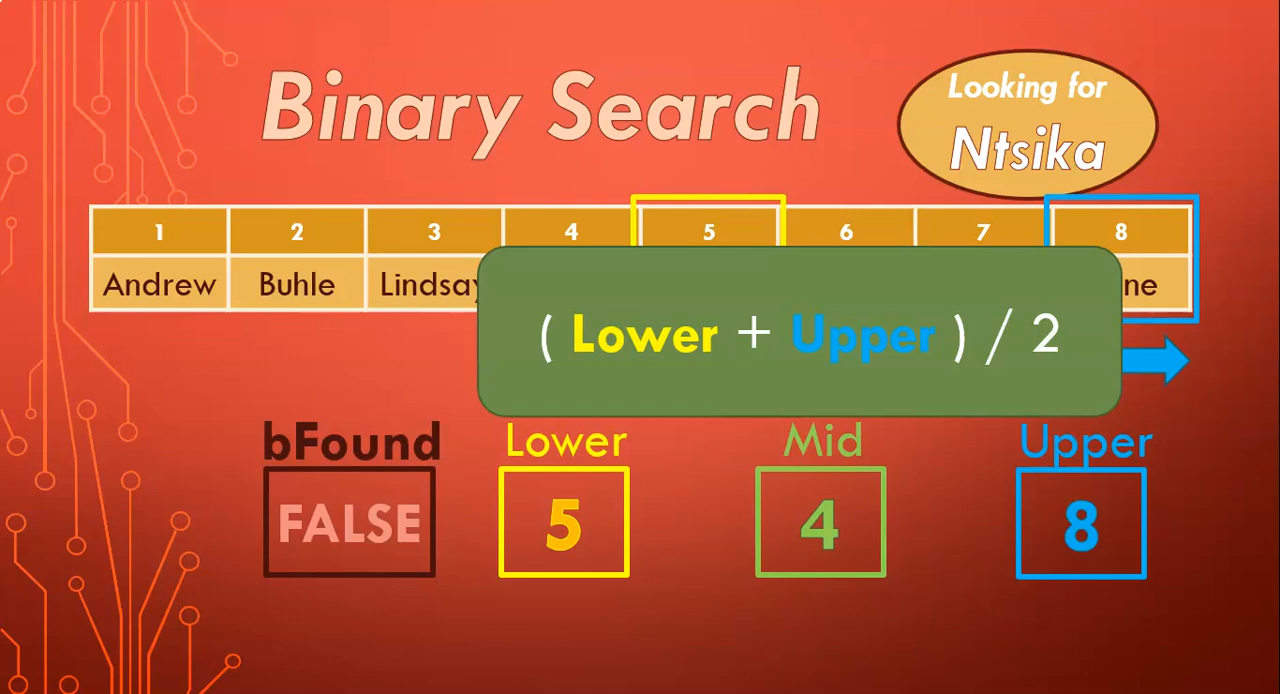 Binary Search
Looking for
Ntsika
1 2 3 4 5 6 7 8
Andrew Buhle
( Lower + Upper ) / 2
bFound Lower Mid Upper
FALSE 5 4 8